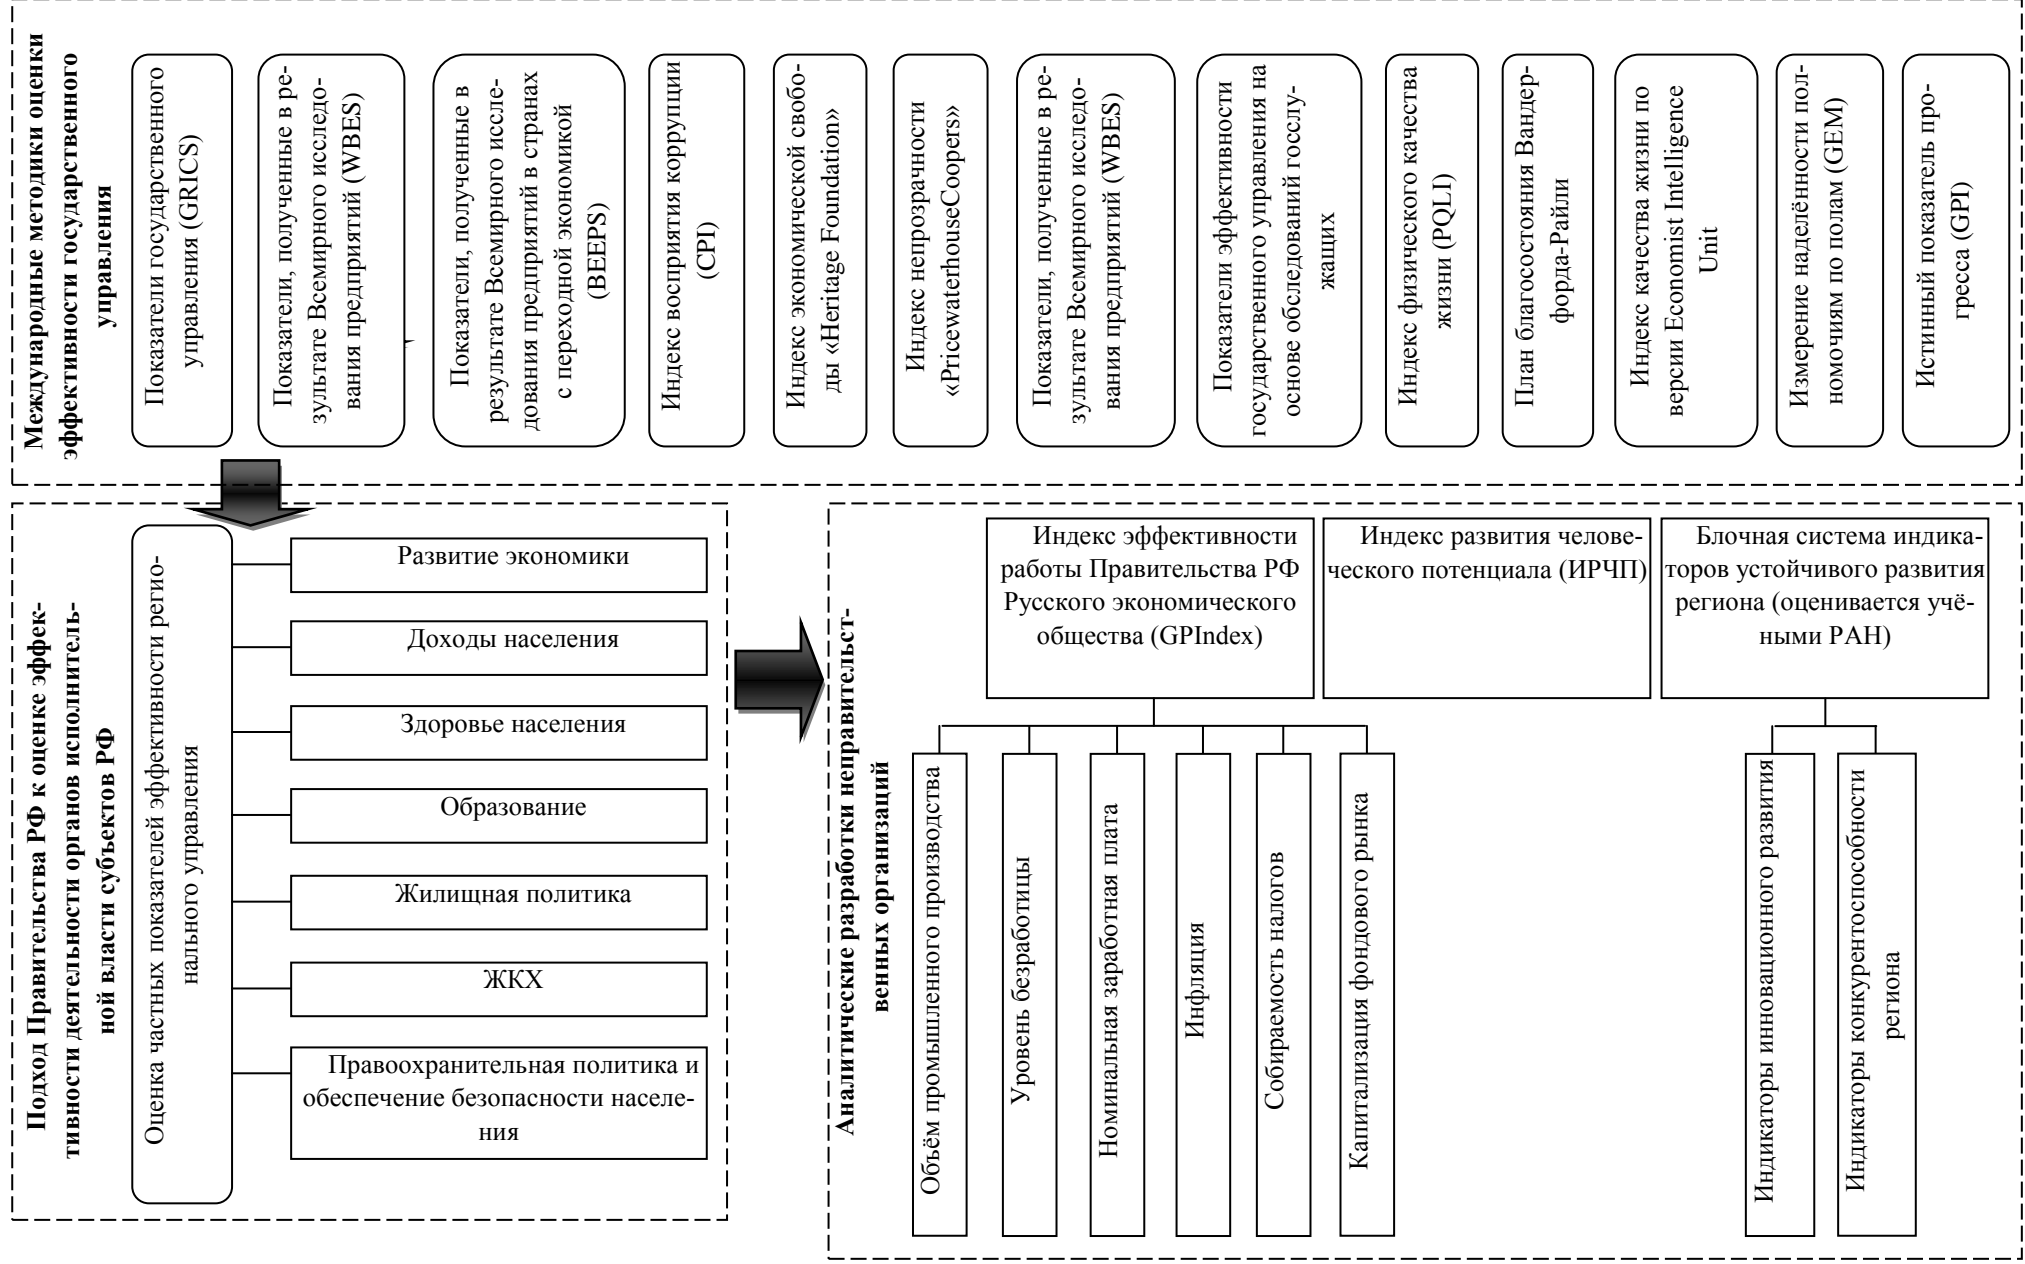 Международные методики оценки
эффективности государственного
управления
Показатели государственного
управления (GRICS)
Показатели, полученные в ре-
зультате Всемирного исследо-
вания предприятий (WBES)
Показатели, полученные в
результате Всемирного иссле-
дования предприятий в странах
с переходной экономикой
(BEEPS)
Индекс восприятия коррупции
(CPI)
Индекс экономической свобо-
ды «Heritage Foundation»
Индекс непрозрачности
«PricewaterhouseCoopers»
Показатели, полученные в ре-
зультате Всемирного исследо-
вания предприятий (WBES)
Показатели эффективности
государственного управления на
основе обследований госслу-
жащих
Индекс физического качества
жизни (PQLI)
План благосостояния Вандер-
форда-Райли
Индекс качества жизни по
версии Economist Intelligence
Unit
Измерение наделённости пол-
номочиям по полам (GEM)
Истинный показатель про-
гресса (GPI)
Подход Правительства РФ к оценке эффек-
тивности деятельности органов исполнитель-
ной власти субъектов РФ
Оценка частных показателей эффективности регио-
нального управления
Развитие экономики
Доходы населения
Здоровье населения
Образование
Жилищная политика
ЖКХ
Правоохранительная политика и
обеспечение безопасности населе-
ния
Аналитические разработки неправительст-
венных организаций
Индекс эффективности
работы Правительства РФ
Русского экономического
общества (GPIndex)
Объём промышленного производства
Уровень безработицы
Номинальная заработная плата
Инфляция
Собираемость налогов
Капитализация фондового рынка
Индекс развития челове-
ческого потенциала (ИРЧП)
Блочная система индика-
торов устойчивого развития
региона (оценивается учё-
ными РАН)
Индикаторы инновационного развития
Индикаторы конкурентоспособности
региона